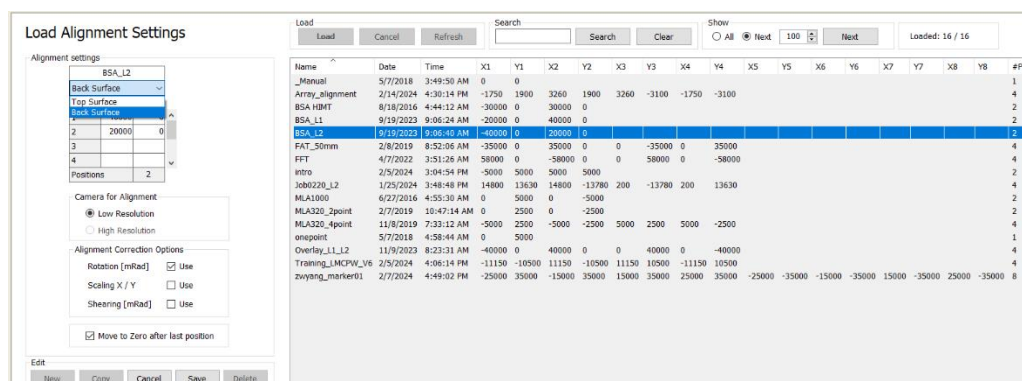 Load Alignment Settings
Load
Load Cancel Refresh
Search
Search Clear
Show
All Next 100 Next
Loaded: 16 / 16
Alignment settings
BSA_L2
Back Surface
Top Surface
Back Surface
2 20000 0
3
4
Positions 2
Camera for Alignment
Low Resolution
High Resolution
Alignment Correction Options
Rotation [mRad] Use
Scaling X / Y Use
Shearing [mRad] Use
Move to Zero after last position
Edit
New Copy Cancel Save Delete
Name Date Time X1 Y1 X2 Y2 X3 Y3 X4 Y4 X5 Y5 X6 Y6 X7 Y7 X8 Y8
_Manual 5/7/2018 3:49:50 AM 0 0 1
Array_alignment 2/14/2024 4:30:14 PM -1750 1900 3260 1900 3260 -3100 -1750 -3100 4
BSA HIMT 8/18/2016 4:44:12 AM -30000 0 30000 0 2
BSA_L1 9/19/2023 9:06:24 AM -20000 0 40000 0 2
BSA_L2 9/19/2023 9:06:40 AM -40000 0 20000 0 2
FAT_50mm 2/8/2019 8:52:06 AM -35000 0 35000 0 0 -35000 0 35000 4
FFT 4/7/2022 3:51:26 AM 58000 0 -58000 0 0 58000 0 -58000 4
intro 2/5/2024 3:04:54 PM -5000 5000 5000 5000 2
Job0220_L2 1/25/2024 3:48:48 PM 14800 13630 14800 -13780 200 -13780 200 13630 4
MLA1000 6/27/2016 4:55:30 AM 0 5000 0 -5000 2
MLA320_2point 2/7/2019 10:47:14 AM 0 2500 0 -2500 2
MLA320_4point 11/8/2019 7:33:12 AM -5000 2500 -5000 -2500 5000 2500 5000 -2500 4
onepoint 5/7/2018 4:58:44 AM 0 5000 1
Overlay_L1_L2 11/9/2023 8:23:31 AM -40000 0 40000 0 0 40000 0 -40000 4
Training_LMCPW_V6 2/5/2024 4:06:14 PM -11150 -10500 11150 -10500 11150 10500 -11150 10500 4
zwyang_marker01 2/7/2024 4:49:02 PM -25000 35000 -15000 35000 15000 35000 25000 35000 -25000 -35000 -15000 -35000 15000 -35000 25000 -35000 8